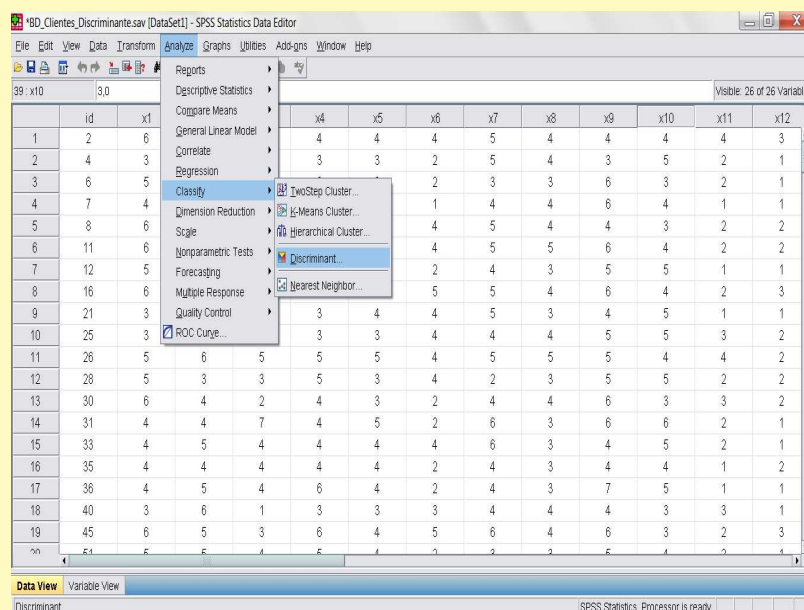 *BD_Clientes_Discriminante.sav [DataSet1] - SPSS Statistics Data Editor
File Edit View Data Transform Analyze Graphs Utilities Add-ons Window Help
39 : x10 3,0 Visible: 26 of 26 Variabl
Reports
Descriptive Statistics
Compare Means
General Linear Model
Correlate
Regression
Classify
Dimension Reduction
Scale
Nonparametric Tests
Forecasting
Multiple Response
Quality Control
ROC Curve...
TwoStep Cluster...
K-Means Cluster...
Hierarchical Cluster...
Discriminant...
Nearest Neighbor...
id x1 x4 x5 x6 x7 x8 x9 x10 x11 x12
1 2 6 4 4 4 5 4 4 4 4 3
2 4 3 3 3 2 5 4 3 5 2 1
3 6 5 2 3 3 6 3 2 1
4 7 4 1 4 4 6 4 1 1
5 8 6 4 5 4 4 3 2 2
6 11 6 4 5 5 6 4 2 2
7 12 5 2 4 3 5 5 1 1
8 16 6 5 5 4 6 4 2 3
9 21 3 3 4 4 5 3 4 5 1 1
10 25 3 3 3 4 4 4 5 5 3 2
11 26 5 6 5 5 5 4 5 5 5 4 4 2
12 28 5 3 3 5 3 4 2 3 5 5 2 2
13 30 6 4 2 4 3 2 4 4 6 3 3 2
14 31 4 4 7 4 5 2 6 3 6 6 2 1
15 33 4 5 4 4 4 4 6 3 4 5 2 1
16 35 4 4 4 4 4 2 4 3 4 4 1 2
17 36 4 5 4 6 4 2 4 3 7 5 1 1
18 40 3 6 1 3 3 3 4 4 4 3 3 1
19 45 6 5 3 6 4 5 6 4 6 3 2 3
Data View Variable View
Discriminant SPSS Statistics Processor is ready